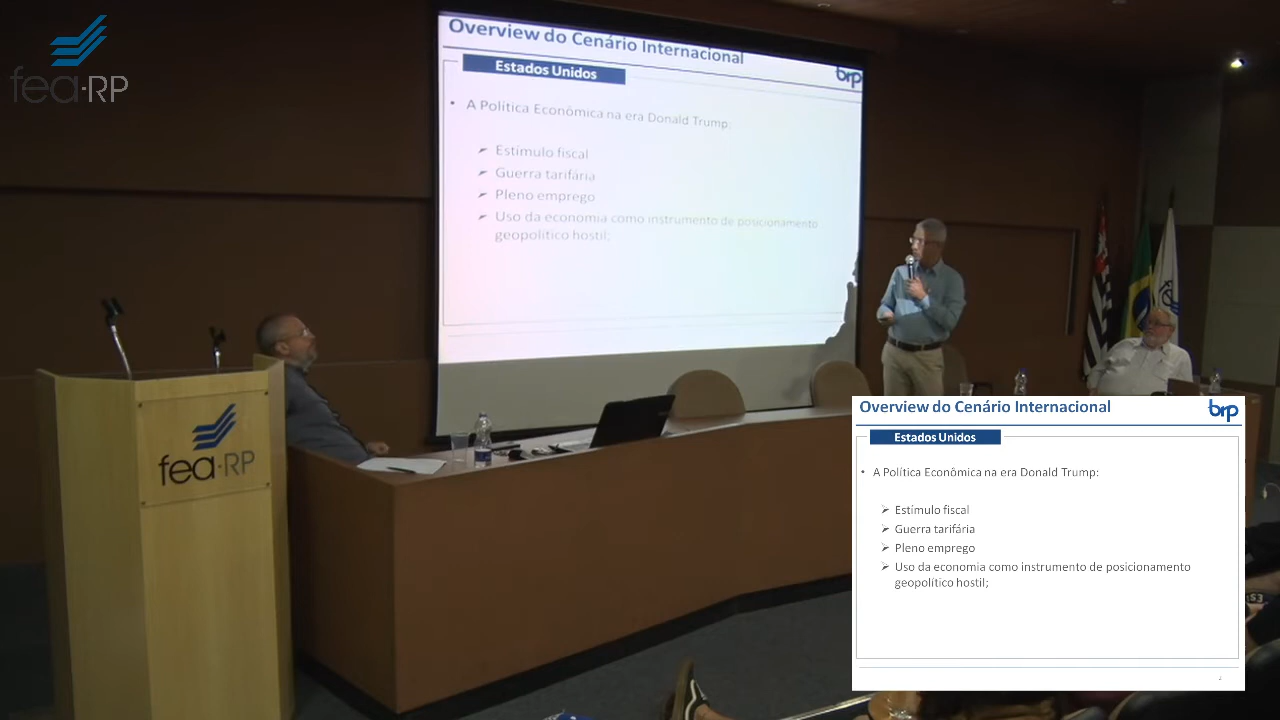 fea-RP
Overview do Cenário Internacional
brp
Estados Unidos
• A Política Econômica na era Donald Trump:
➢ Estímulo fiscal
➢ Guerra tarifária
➢ Pleno emprego
➢ Uso da economia como instrumento de posicionamento
geopolítico hostil;
fea-RP
Overview do Cenário Internacional
brp
Estados Unidos
• A Política Econômica na era Donald Trump:
➢ Estímulo fiscal
➢ Guerra tarifária
➢ Pleno emprego
➢ Uso da economia como instrumento de posicionamento
geopolítico hostil;